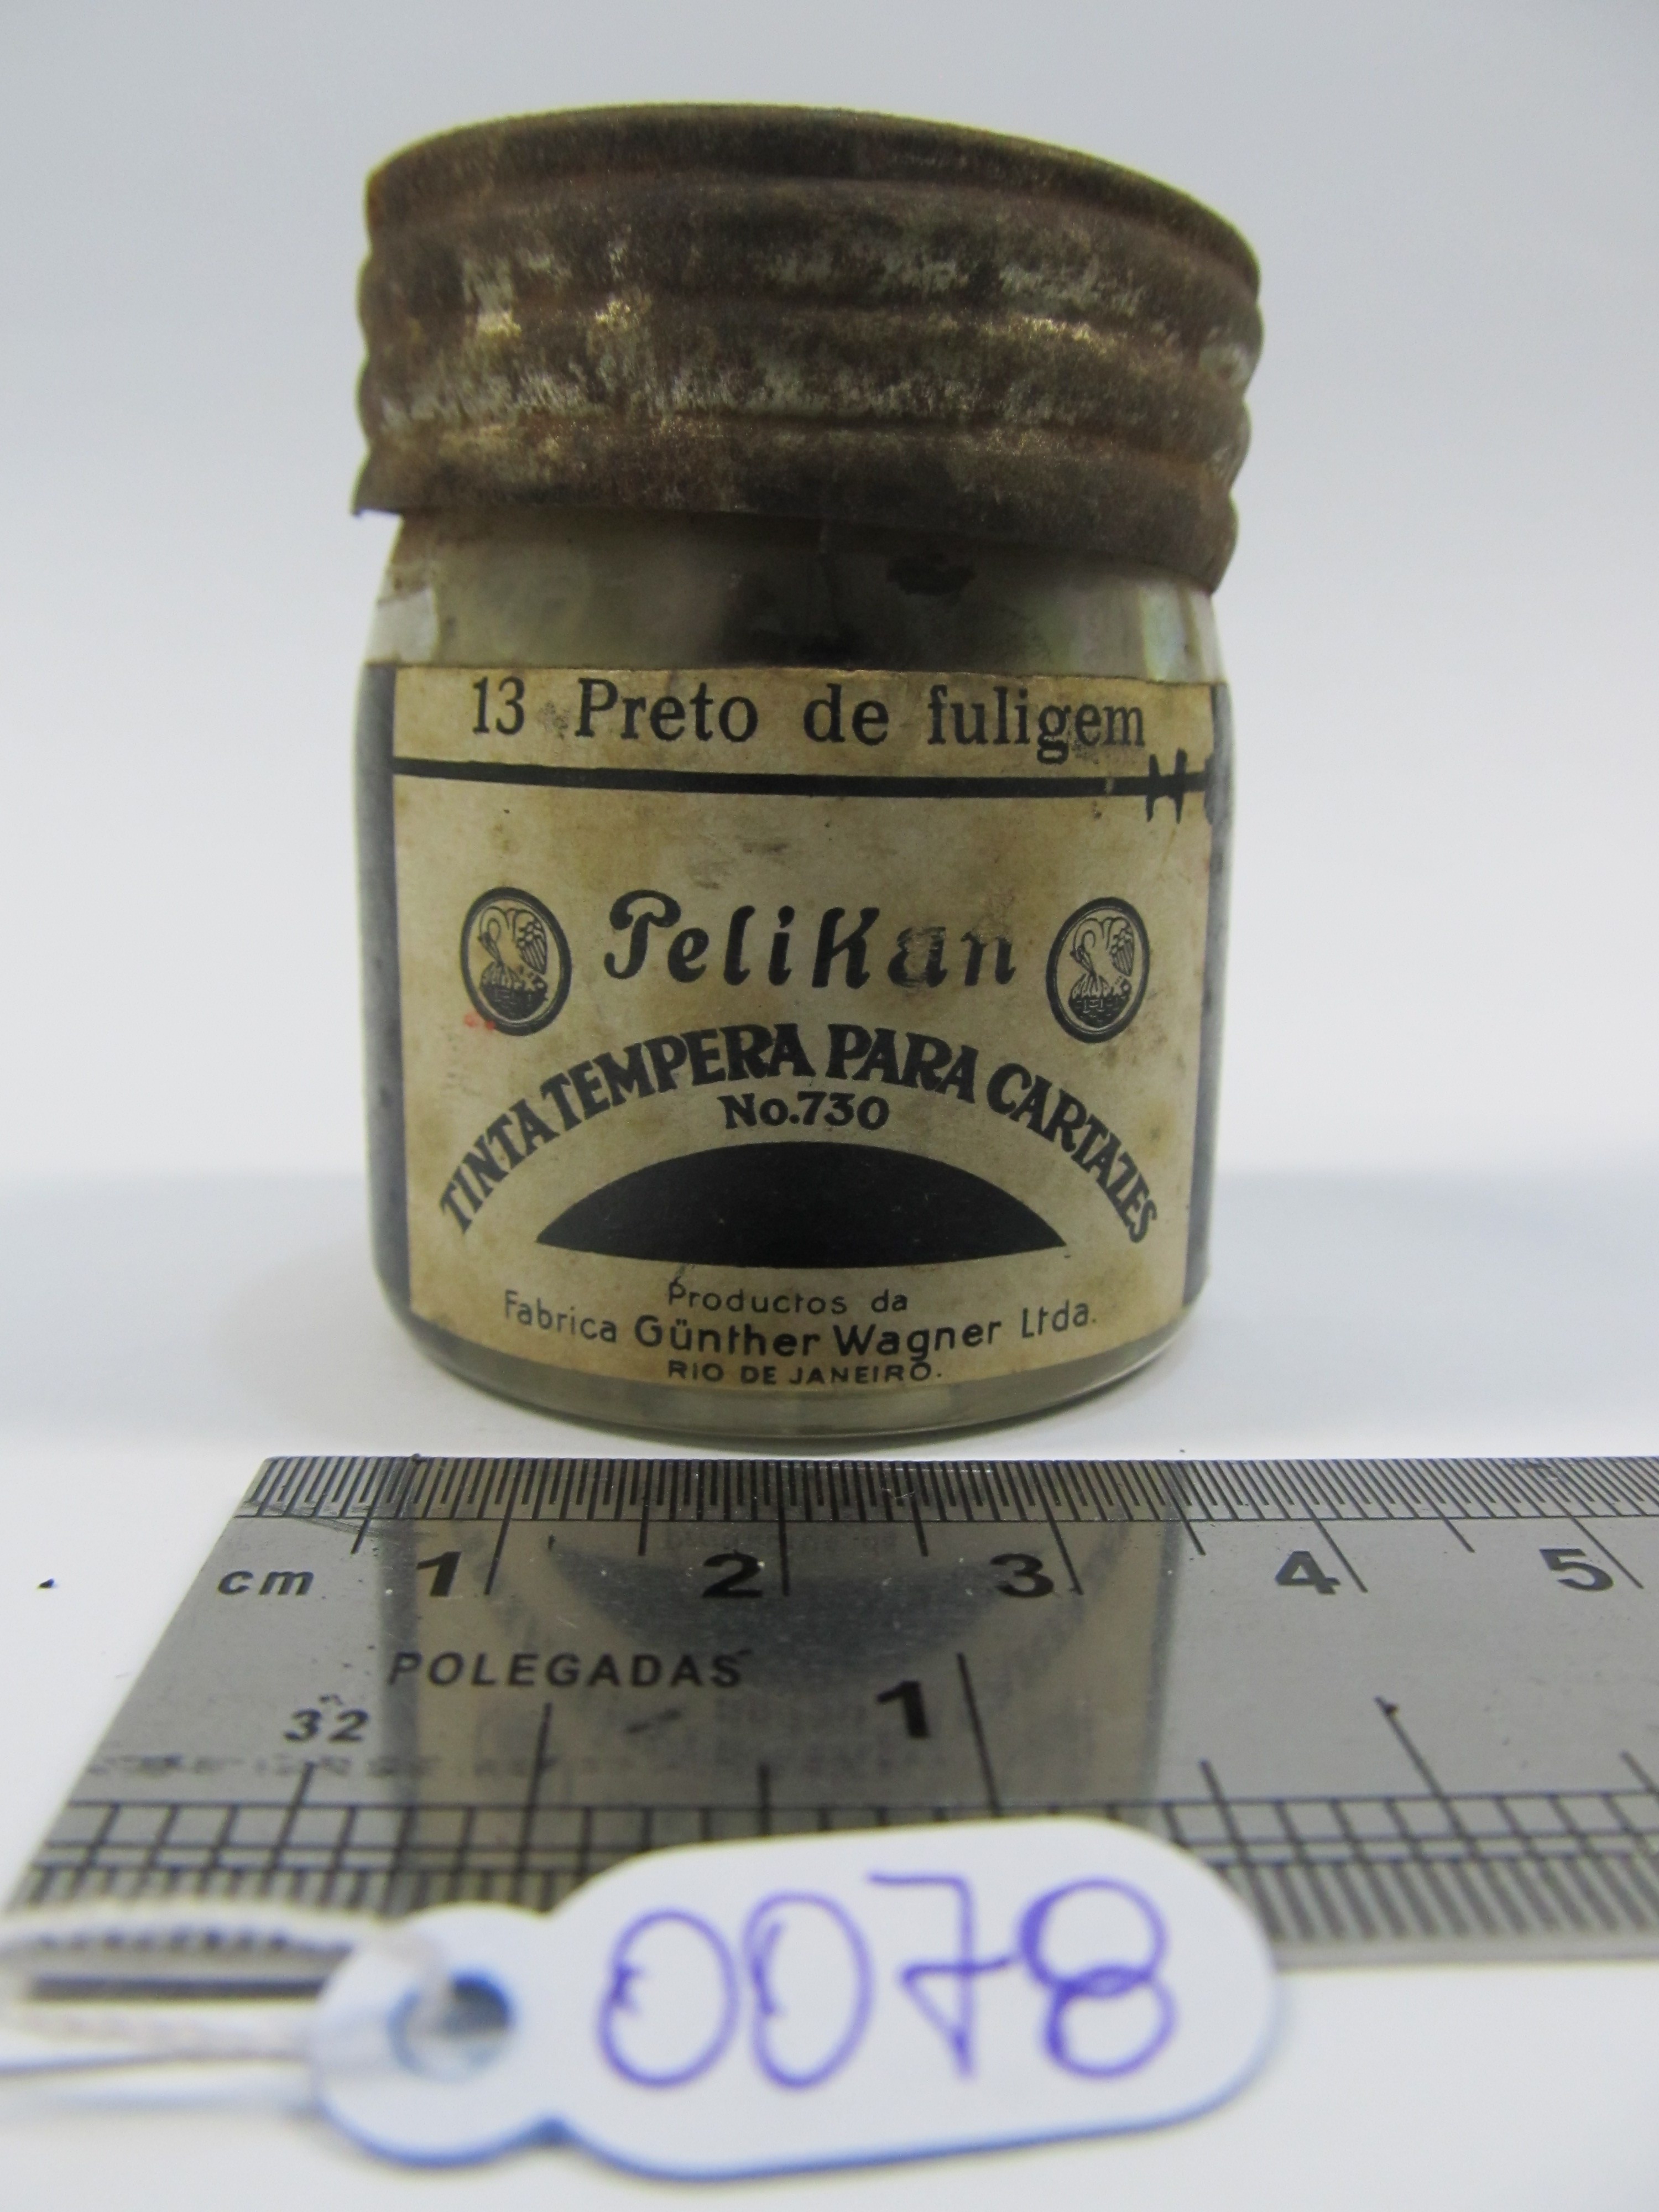 13 Preto de fuligem
Pelikan
TINTA TEMPERA PARA CARTAZES
No.730
Productos da
Fabrica Günther Wagner Ltda.
RIO DE JANEIRO.
cm 1 2 3 4 5
POLEGADAS
1
32
0078